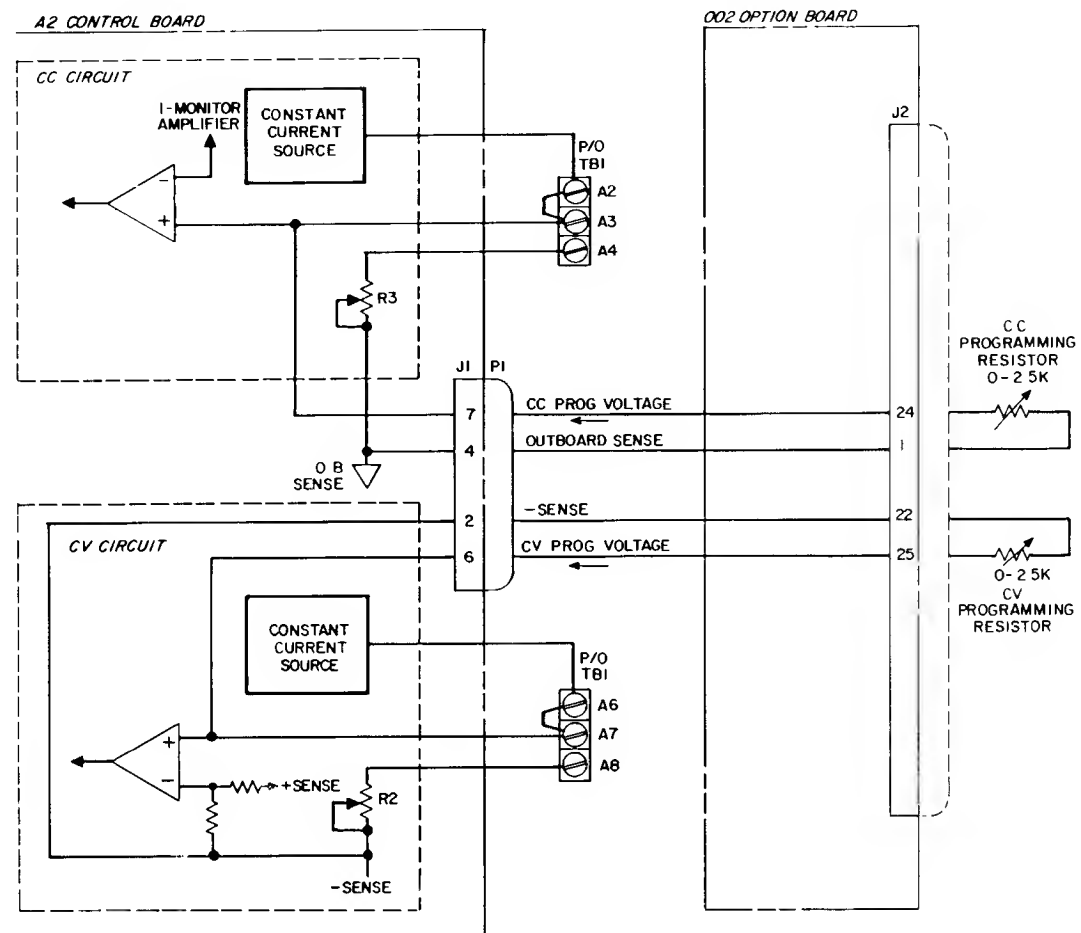 A2 CONTROL BOARD
002 OPTION BOARD
CC CIRCUIT
I-MONITOR
AMPLIFIER
CONSTANT
CURRENT
SOURCE
P/O
TB1
A2
A3
A4
-
+
R3
J2
J1 P1
7
CC PROG VOLTAGE
24
4
OUTBOARD SENSE
1
O B
SENSE
CC
PROGRAMMING
RESISTOR
0-2 5K
2
-SENSE
22
6
CV PROG VOLTAGE
25
0-2 5K
CV
PROGRAMMING
RESISTOR
CV CIRCUIT
CONSTANT
CURRENT
SOURCE
P/O
TB1
A6
A7
A8
+
-
+SENSE
R2
-SENSE